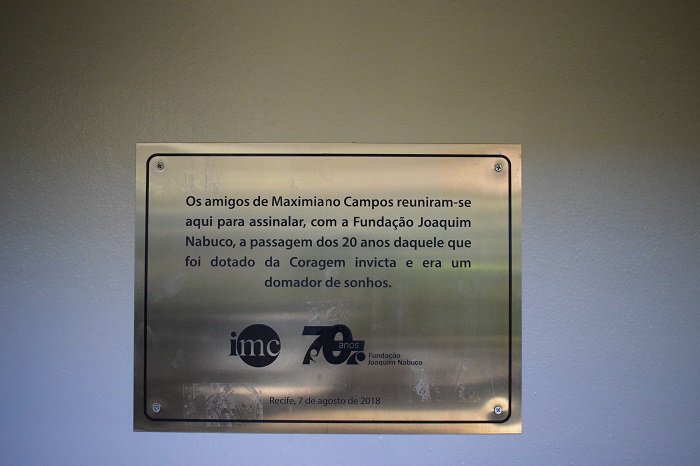 Os amigos de Maximiano Campos reuniram-se
aqui para assinalar, com a Fundação Joaquim
Nabuco, a passagem dos 20 anos daquele que
foi dotado da Coragem invicta e era um
domador de sonhos.
imc
70
anos
Fundação
Joaquim Nabuco
Recife, 7 de agosto de 2018